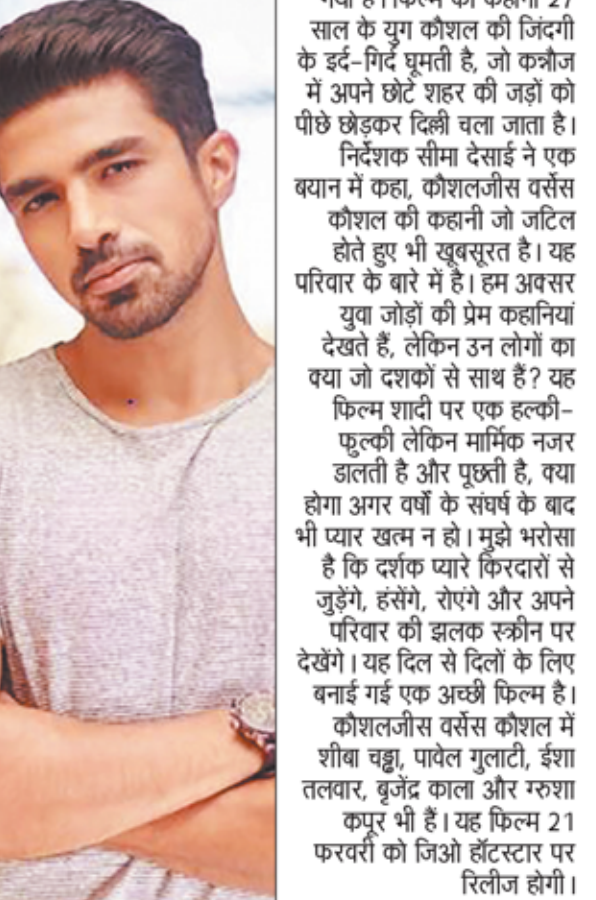 गया है। फिल्म की कहानी 27
साल के युग कौशल की जिंदगी
के इर्द-गिर्द घूमती है, जो कन्नौज
में अपने छोटे शहर की जड़ों को
पीछे छोड़कर दिल्ली चला जाता है।
निर्देशक सीमा देसाई ने एक
बयान में कहा, कौशलजीस वर्सेस
कौशल की कहानी जो जटिल
होते हुए भी खूबसूरत है। यह
परिवार के बारे में है। हम अक्सर
युवा जोड़ों की प्रेम कहानियां
देखते हैं, लेकिन उन लोगों का
क्या जो दशकों से साथ हैं? यह
फिल्म शादी पर एक हल्की-
फुल्की लेकिन मार्मिक नजर
डालती है और पूछती है, क्या
होगा अगर वर्षों के संघर्ष के बाद
भी प्यार खत्म न हो। मुझे भरोसा
है कि दर्शक प्यारे किरदारों से
जुड़ेंगे, हंसेंगे, रोएंगे और अपने
परिवार की झलक स्क्रीन पर
देखेंगे। यह दिल से दिलों के लिए
बनाई गई एक अच्छी फिल्म है।
कौशलजीस वर्सेस कौशल में
शीबा चड्ढा, पावेल गुलाटी, ईशा
तलवार, बृजेंद्र काला और ग्रुशा
कपूर भी हैं। यह फिल्म 21
फरवरी को जिओ हॉटस्टार पर
रिलीज होगी।